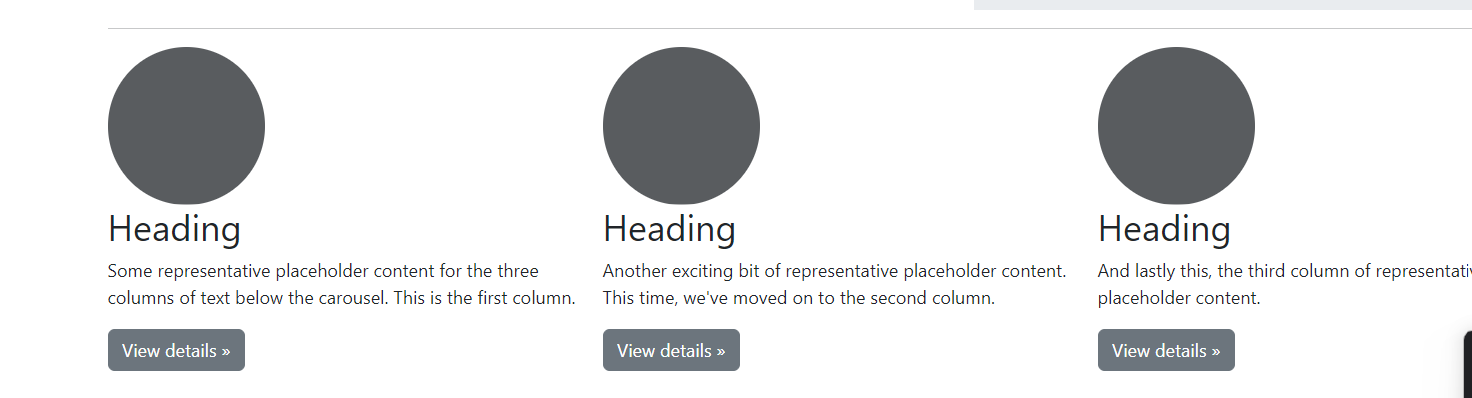 Heading
Some representative placeholder content for the three
columns of text below the carousel. This is the first column.
View details »
Heading
Another exciting bit of representative placeholder content.
This time, we've moved on to the second column.
View details »
Heading
And lastly this, the third column of
placeholder content.
View details »